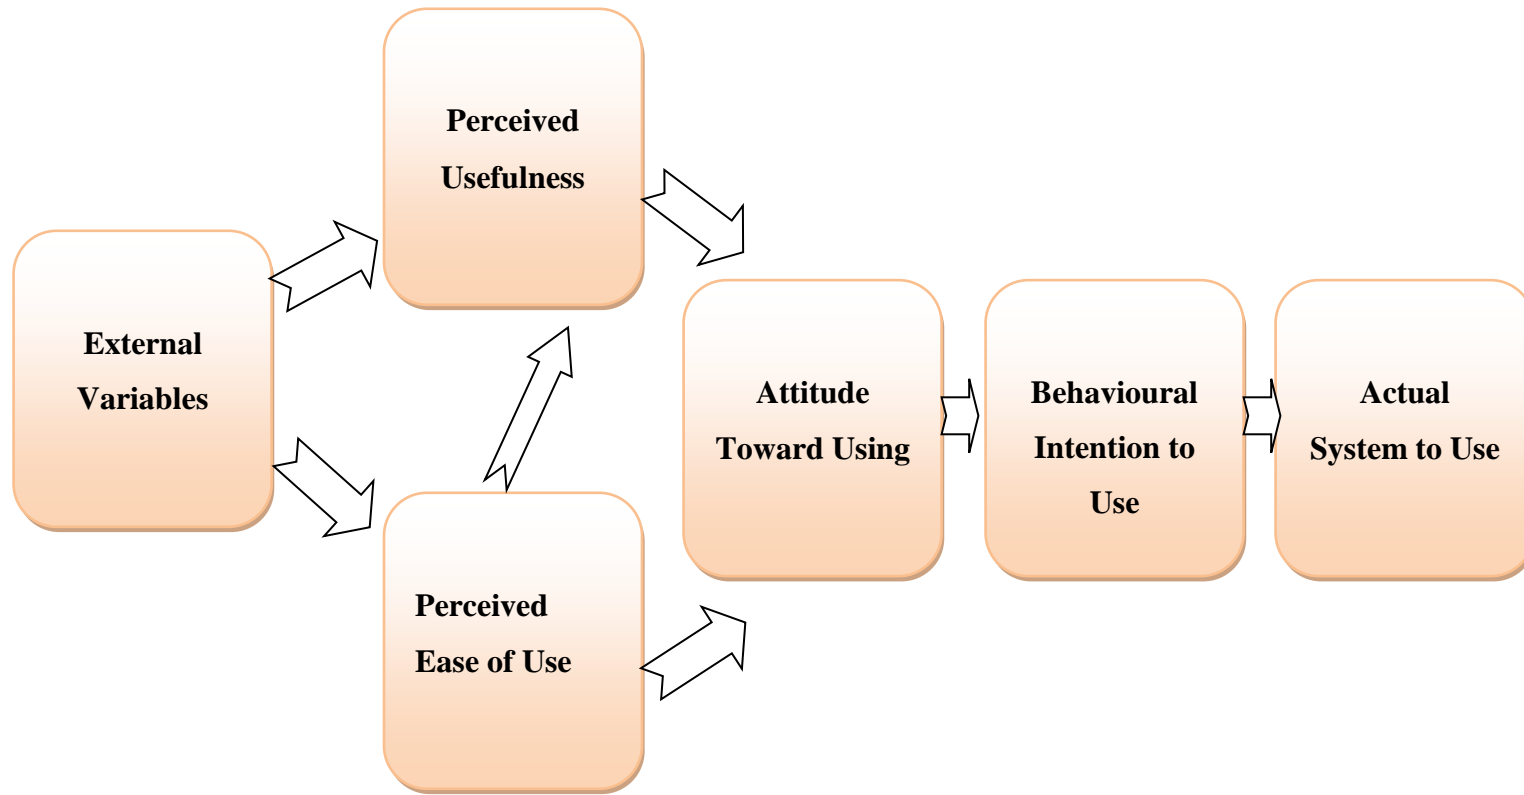 Perceived
Usefulness
External
Variables
Attitude
Toward Using
Behavioural
Intention to
Use
Actual
System to Use
Perceived
Ease of Use